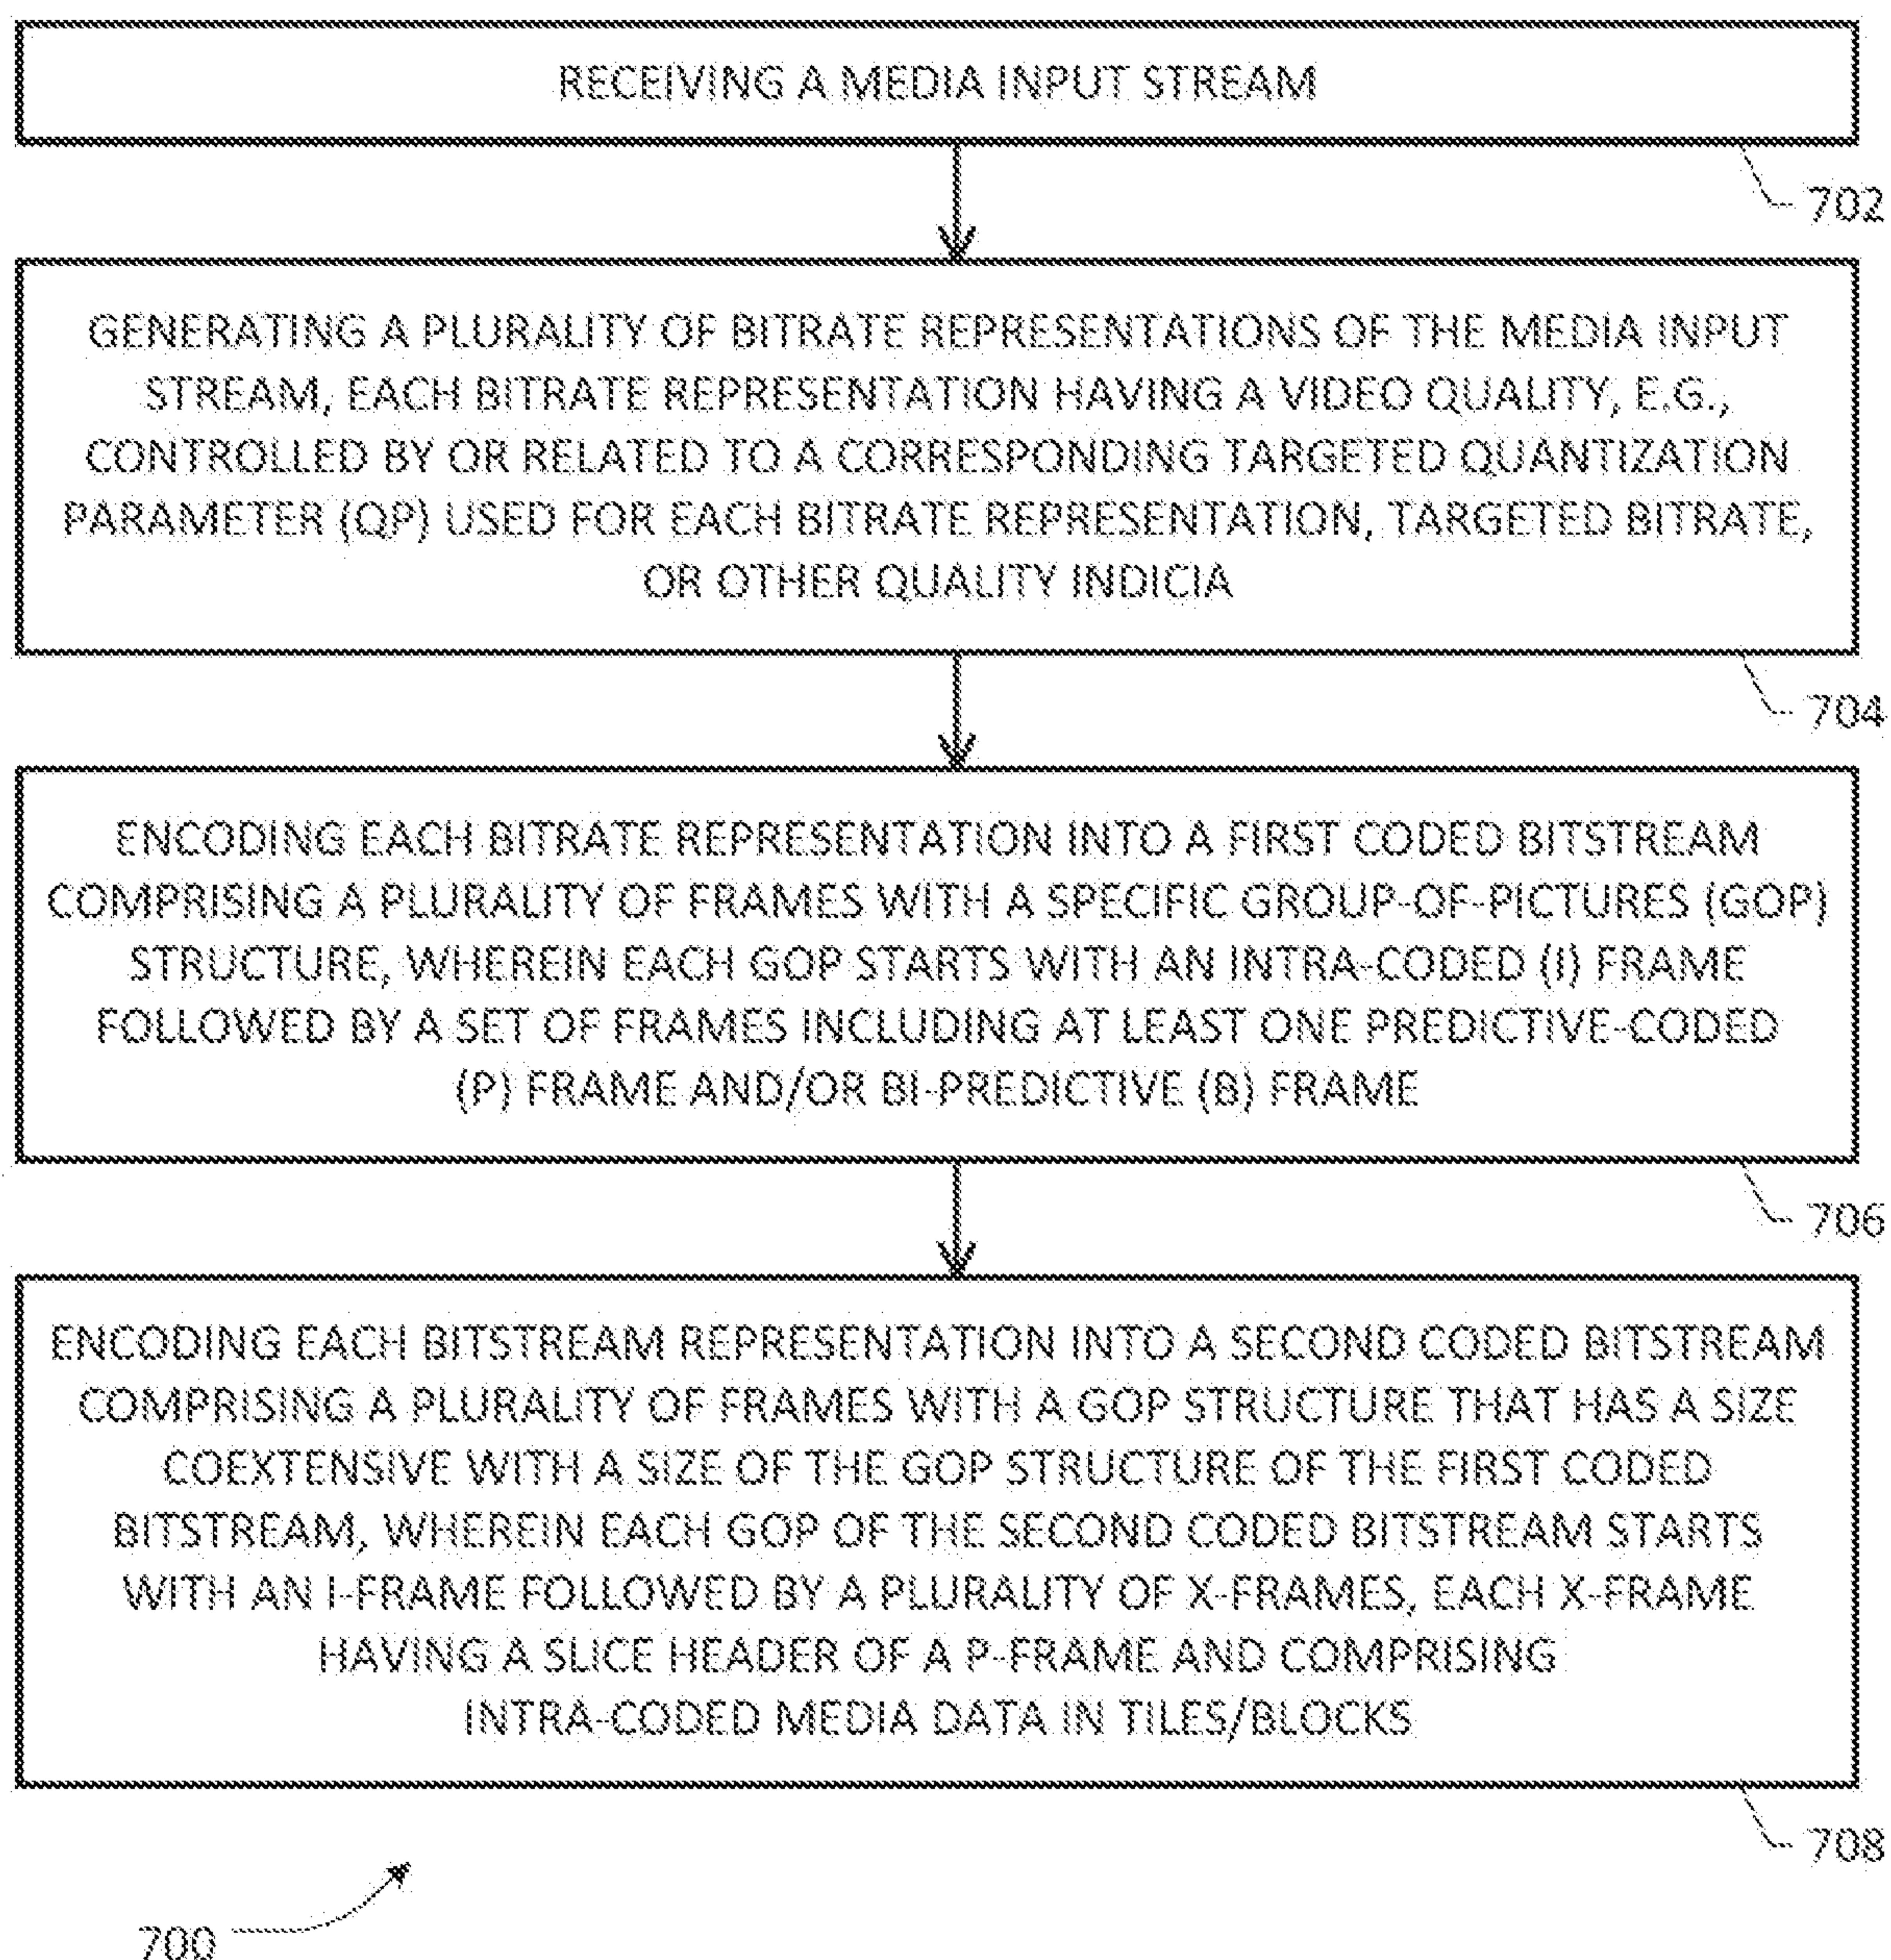 RECEIVING A MEDIA INPUT STREAM
702
GENERATING A PLURALITY OF BITRATE REPRESENTATIONS OF THE MEDIA INPUT
STREAM, EACH BITRATE REPRESENTATION HAVING A VIDEO QUALITY, E.G.,
CONTROLLED BY OR RELATED TO A CORRESPONDING TARGETED QUANTIZATION
PARAMETER (QP) USED FOR EACH BITRATE REPRESENTATION, TARGETED BITRATE,
OR OTHER QUALITY INDICIA
704
ENCODING EACH BITRATE REPRESENTATION INTO A FIRST CODED BITSTREAM
COMPRISING A PLURALITY OF FRAMES WITH A SPECIFIC GROUP-OF-PICTURES (GOP)
STRUCTURE, WHEREIN EACH GOP STARTS WITH AN INTRA-CODED (I) FRAME
FOLLOWED BY A SET OF FRAMES INCLUDING AT LEAST ONE PREDICTIVE-CODED
(P) FRAME AND/OR BI-PREDICTIVE (B) FRAME
706
ENCODING EACH BITSTREAM REPRESENTATION INTO A SECOND CODED BITSTREAM
COMPRISING A PLURALITY OF FRAMES WITH A GOP STRUCTURE THAT HAS A SIZE
COEXTENSIVE WITH A SIZE OF THE GOP STRUCTURE OF THE FIRST CODED
BITSTREAM, WHEREIN EACH GOP OF THE SECOND CODED BITSTREAM STARTS
WITH AN I-FRAME FOLLOWED BY A PLURALITY OF X-FRAMES, EACH X-FRAME
HAVING A SLICE HEADER OF A P-FRAME AND COMPRISING
INTRA-CODED MEDIA DATA IN TILES/BLOCKS
708
700